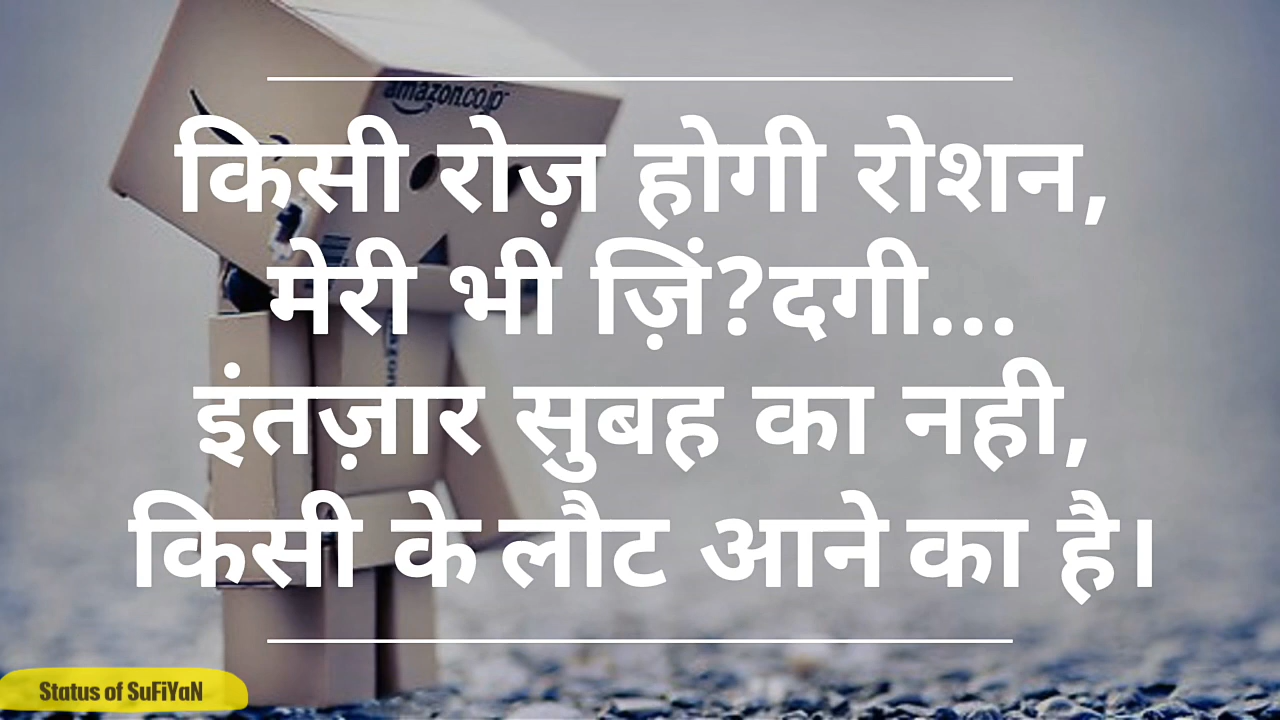 amazon.co.jp
किसी रोज़ होगी रोशन,
मेरी भी ज़िं?दगी...
इंतज़ार सुबह का नही,
किसी के लौट आने का है।
Status of SuFiYaN